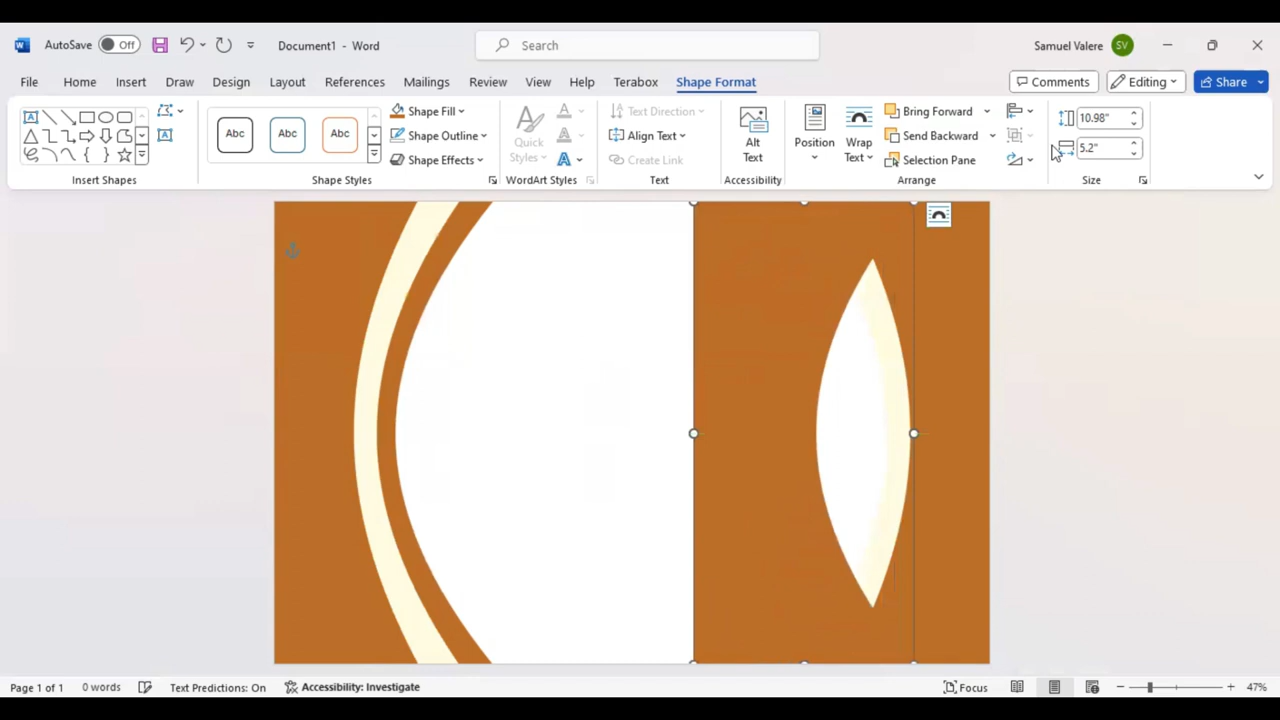 AutoSave Off Document1 - Word Search Samuel Valere SV
File Home Insert Draw Design Layout References Mailings Review View Help Terabox Shape Format Comments Editing Share
Abc Abc Abc
Shape Fill
Shape Outline
Shape Effects
Quick
Styles
Text Direction
Align Text
Create Link
Alt
Text
Position
Wrap
Text
Bring Forward
Send Backward
Selection Pane
10.98"
5.2"
Insert Shapes Shape Styles WordArt Styles Text Accessibility Arrange Size
Page 1 of 1 0 words Text Predictions: On Accessibility: Investigate Focus 47%